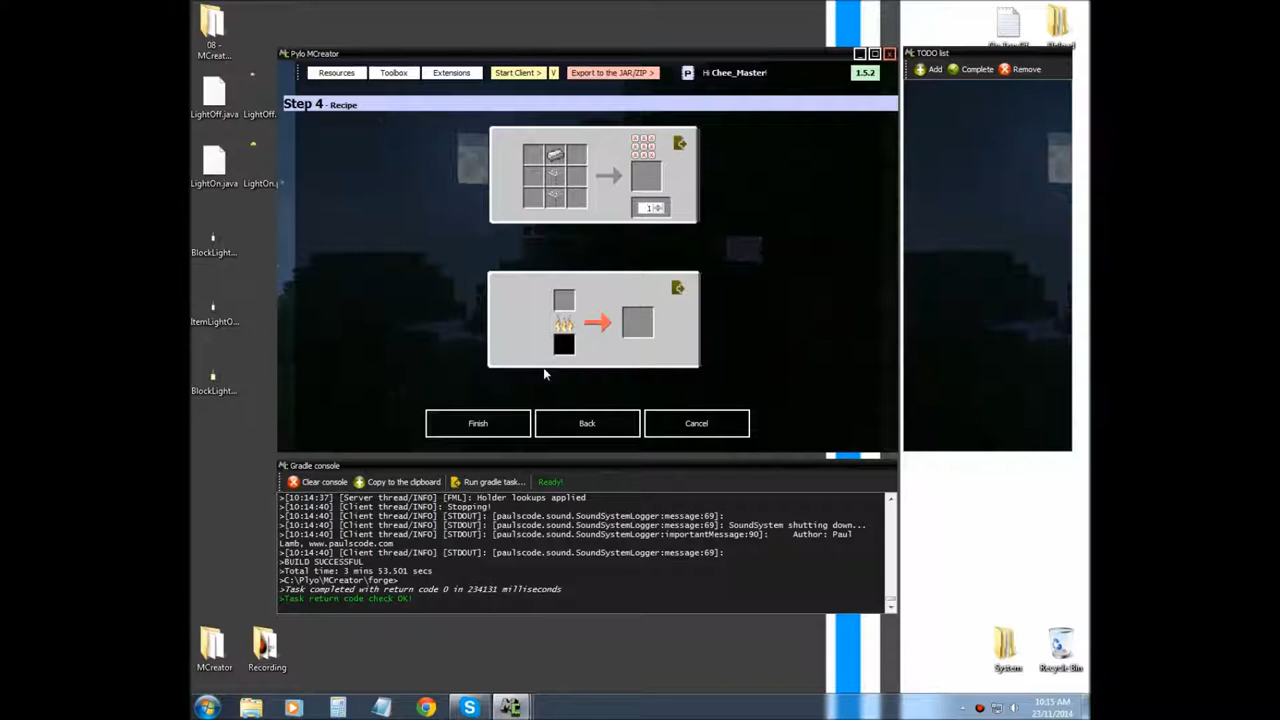 08 -
MCreat...
LightOff.java
LightOff.
LightOn.java
LightOn.
BlockLight...
ItemLightO...
BlockLight...
MCreator
Recording
Pylo MCreator
Resources
Toolbox
Extensions
Start Client >
V
Export to the JAR/ZIP >
P
Hi Chee_Master!
1.5.2
Step 4 - Recipe
1
Finish
Back
Cancel
TODO list
Add
Complete
Remove
Gradle console
Clear console
Copy to the clipboard
Run gradle task...
Ready!
>[10:14:37] [Server thread/INFO] [FML]: Holder lookups applied
>[10:14:40] [Client thread/INFO] Stopping!
>[10:14:40] [Client thread/INFO] [STDOUT]: [paulscode.sound.SoundSystemLogger:message:69]:
>[10:14:40] [Client thread/INFO] [STDOUT]: [paulscode.sound.SoundSystemLogger:message:69]: SoundSystem shutting down...
>[10:14:40] [Client thread/INFO] [STDOUT]: [paulscode.sound.SoundSystemLogger:importantMessage:90]: Author: Paul
Lamb, www.paulscode.com
>[10:14:40] [Client thread/INFO] [STDOUT]: [paulscode.sound.SoundSystemLogger:message:69]:
>BUILD SUCCESSFUL
>Total time: 3 mins 53.501 secs
>C:\Plyo\MCreator\forge>
>Task completed with return code 0 in 234131 milliseconds
>Task return code check OK!
System
Recycle Bin
10:15 AM
23/11/2014